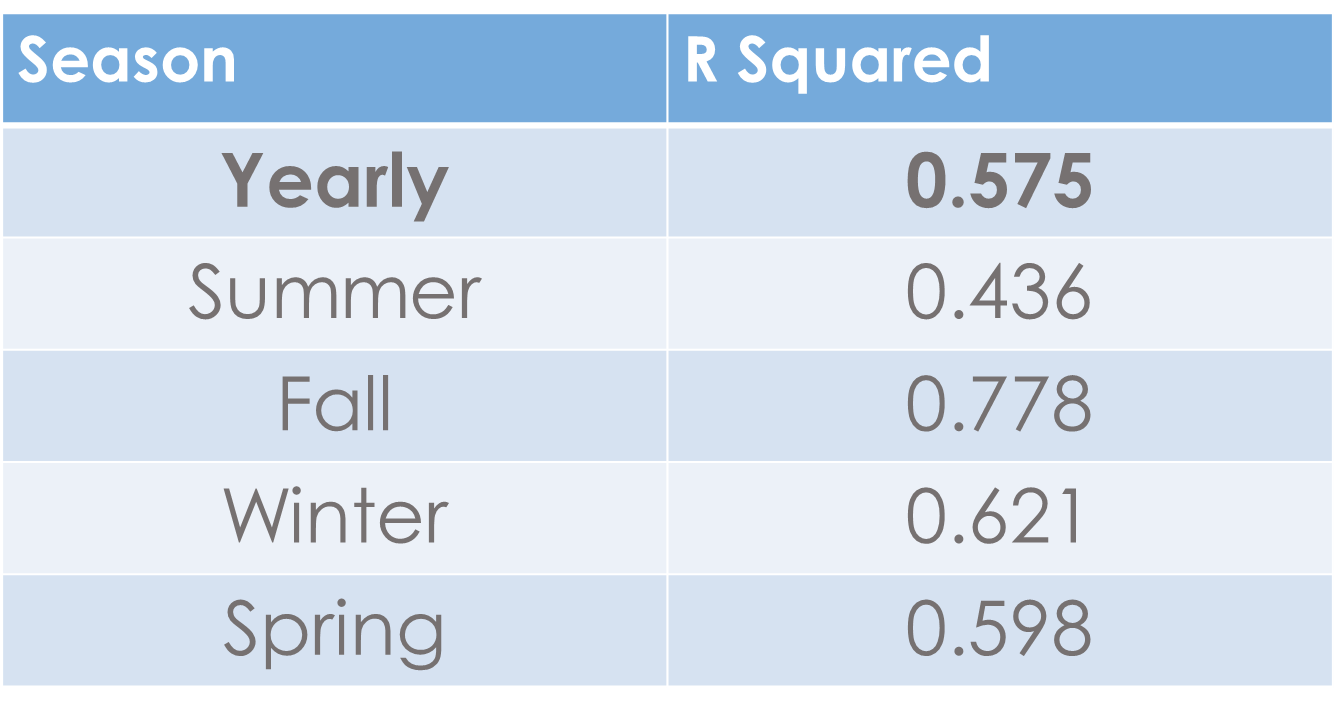 Season R Squared
Yearly 0.575
Summer 0.436
Fall 0.778
Winter 0.621
Spring 0.598